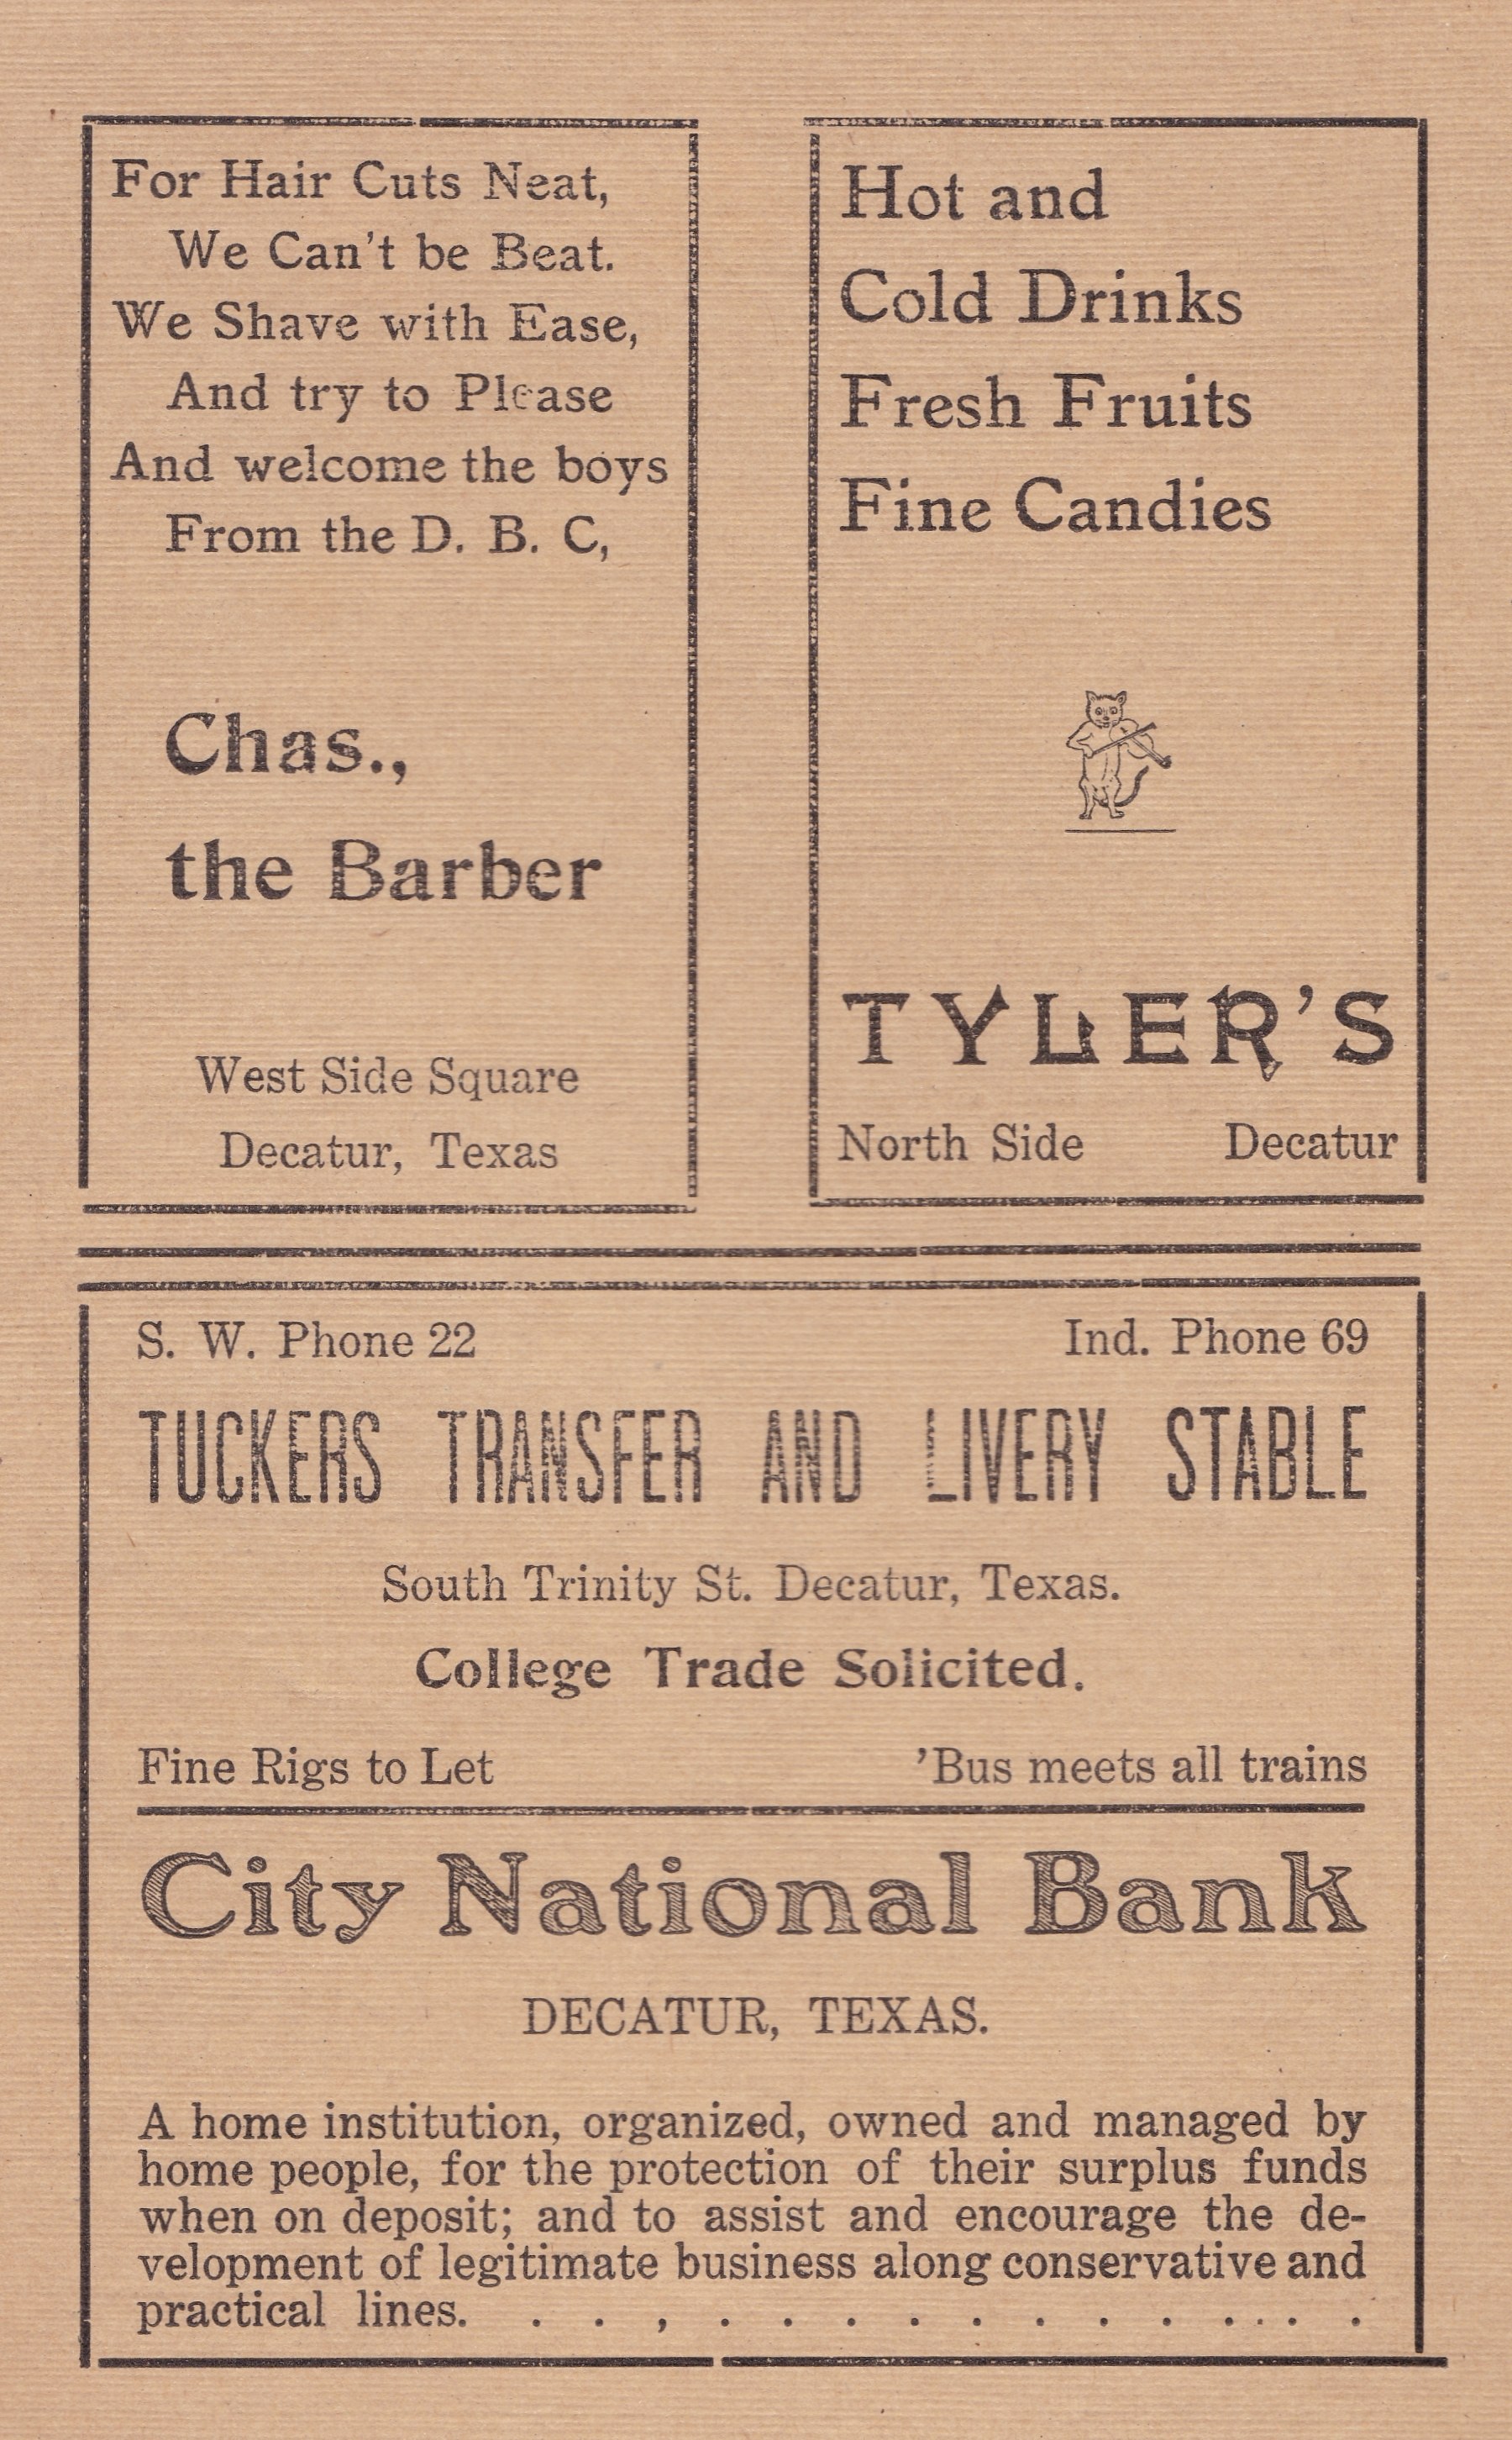 For Hair Cuts Neat,
We Can't be Beat.
We Shave with Ease,
And try to Please
And welcome the boys
From the D. B. C,
Chas.,
the Barber
West Side Square
Decatur, Texas
Hot and
Cold Drinks
Fresh Fruits
Fine Candies
TYLER'S
North Side Decatur
S. W. Phone 22 Ind. Phone 69
TUCKERS TRANSFER AND LIVERY STABLE
South Trinity St. Decatur, Texas.
College Trade Solicited.
Fine Rigs to Let 'Bus meets all trains
City National Bank
DECATUR, TEXAS.
A home institution, organized, owned and managed by
home people, for the protection of their surplus funds
when on deposit; and to assist and encourage the de-
velopment of legitimate business along conservative and
practical lines. . . , . . . . . . . . . . . . .